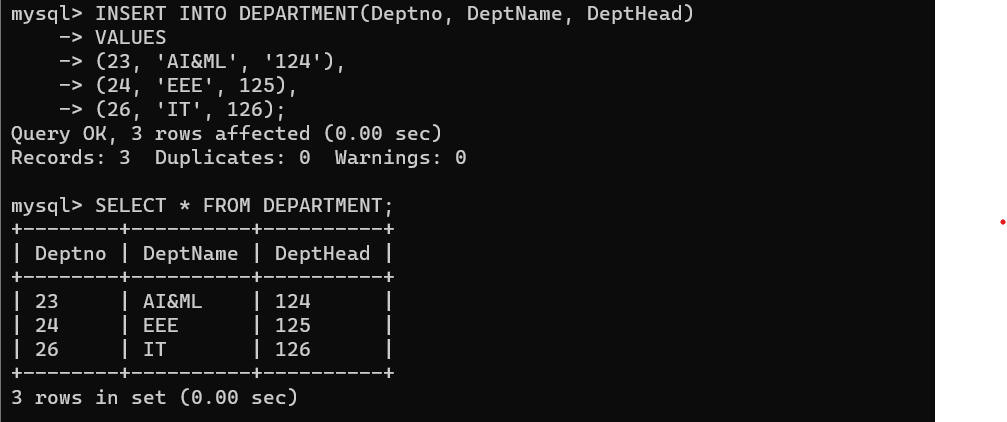 mysql> INSERT INTO DEPARTMENT(Deptno, DeptName, DeptHead)
    -> VALUES
    -> (23, 'AI&ML', '124'),
    -> (24, 'EEE', 125),
    -> (26, 'IT', 126);
Query OK, 3 rows affected (0.00 sec)
Records: 3  Duplicates: 0  Warnings: 0

mysql> SELECT * FROM DEPARTMENT;
+--------+----------+----------+
| Deptno | DeptName | DeptHead |
+--------+----------+----------+
| 23     | AI&ML    | 124      |
| 24     | EEE      | 125      |
| 26     | IT       | 126      |
+--------+----------+----------+
3 rows in set (0.00 sec)